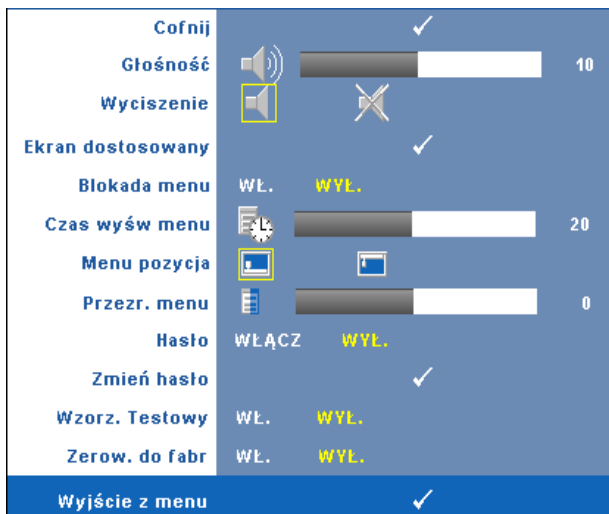 Cofnij
Głośność 10
Wyciszenie
Ekran dostosowany
Blokada menu WŁ. WYŁ.
Czas wyśw menu 20
Menu pozycja
Przezr. menu 0
Hasło WŁĄCZ WYŁ.
Zmień hasło
Wzorz. Testowy WŁ. WYŁ.
Zerow. do fabr WŁ. WYŁ.
Wyjście z menu